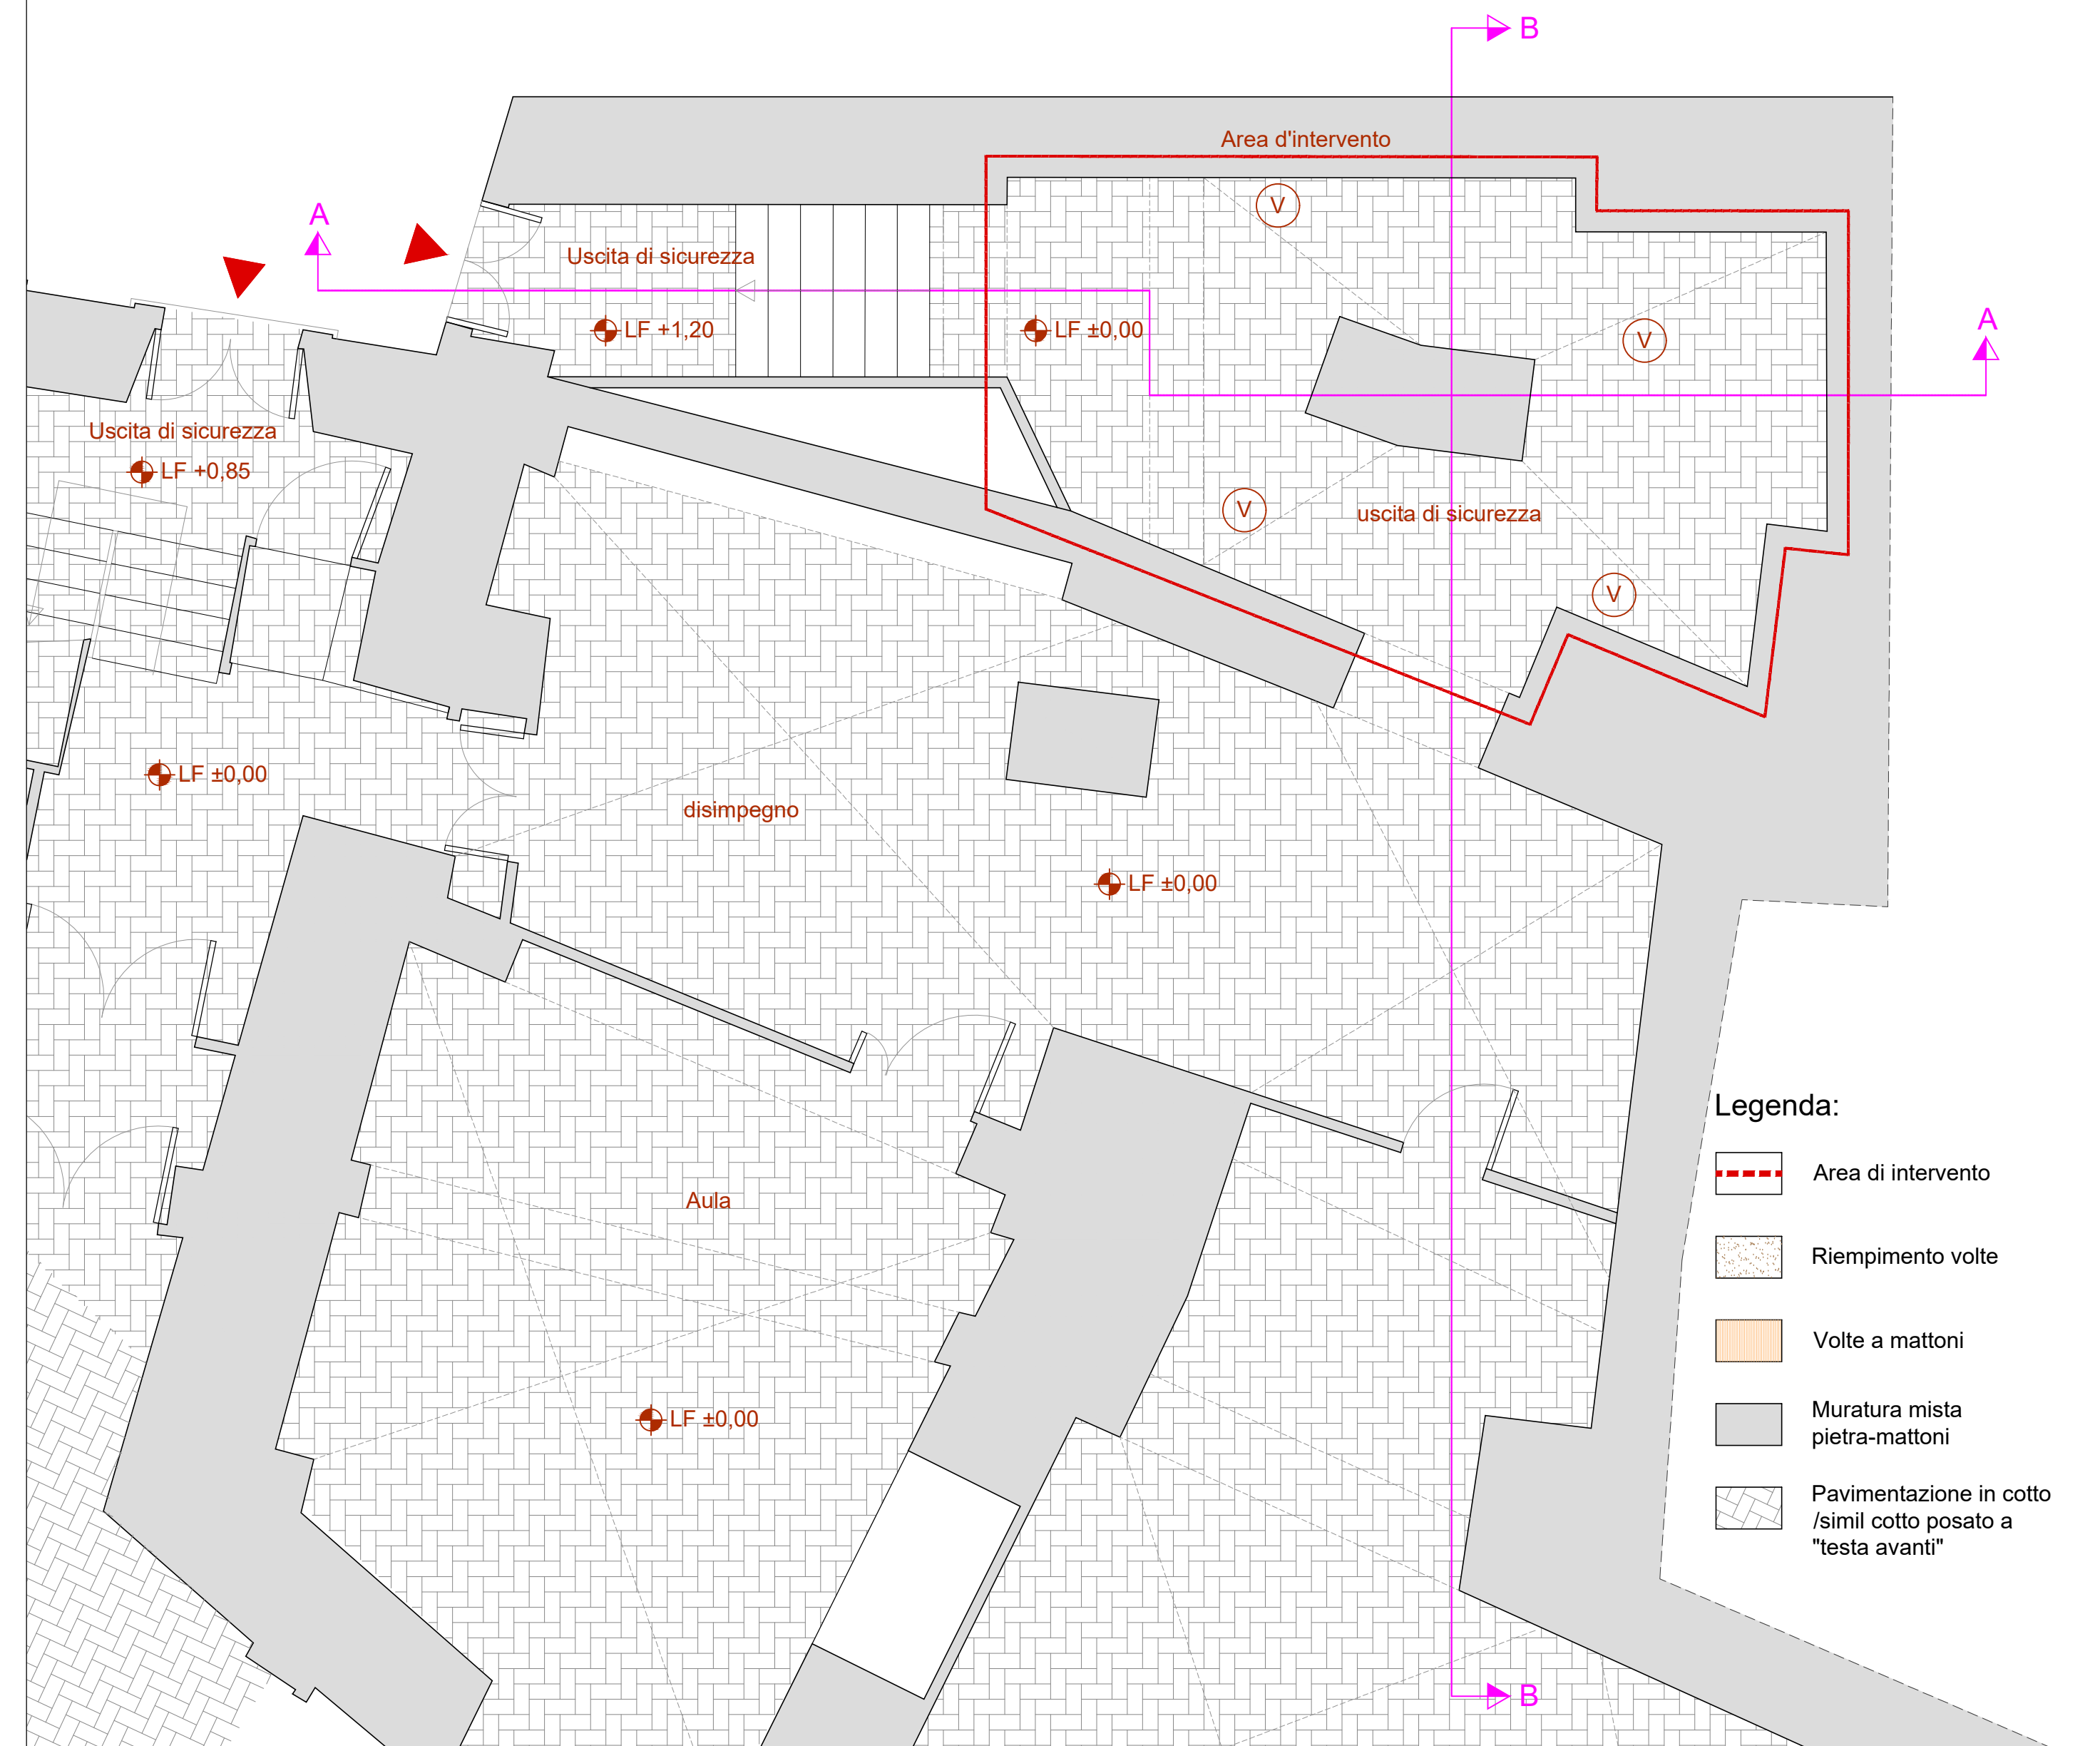 B
Area d'intervento
A
V
Uscita di sicurezza
A
LF +1,20
LF ±0,00
V
Uscita di sicurezza
LF +0,85
V
uscita di sicurezza
V
LF ±0,00
disimpegno
LF ±0,00
Aula
LF ±0,00
B
Legenda:
Area di intervento
Riempimento volte
Volte a mattoni
Muratura mista
pietra-mattoni
Pavimentazione in cotto
/simil cotto posato a
"testa avanti"